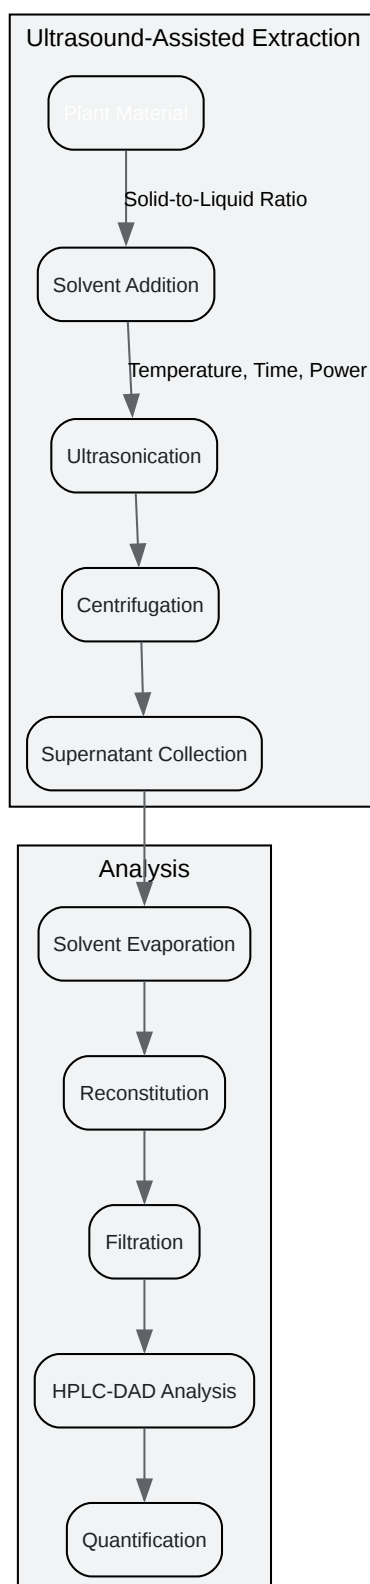 Ultrasound-Assisted Extraction
Plant Material
Solid-to-Liquid Ratio
Solvent Addition
Temperature, Time, Power
Ultrasonication
Centrifugation
Supernatant Collection
Analysis
Solvent Evaporation
Reconstitution
Filtration
HPLC-DAD Analysis
Quantification